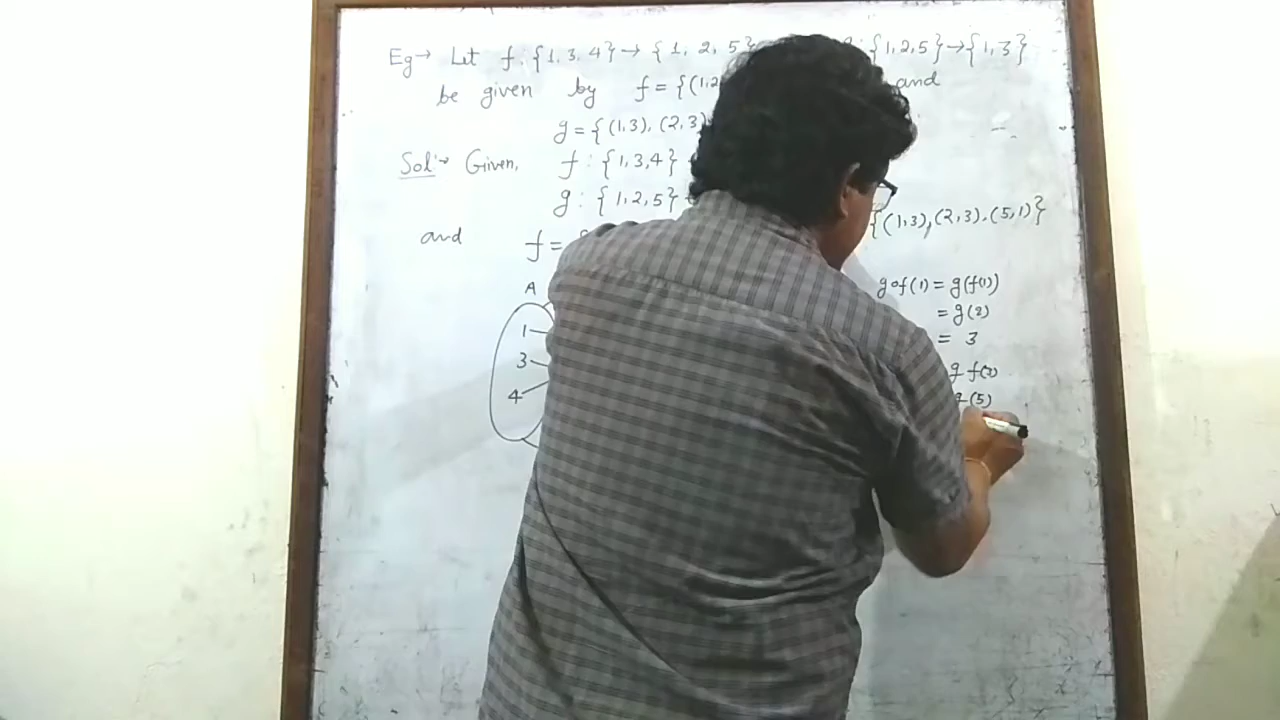 Eg→ Let f : {1, 3, 4} → {1, 2, 5} : {1,2,5} → {1, 3}
be given by f = {(1,2 and
g = {(1,3), (2,3)
Sol:- Given, f : {1,3,4}
g : {1,2,5}
and f = {(1,3), (2,3), (5,1)}
A
gof(1) = g(f(1))
= g(2)
= 3
1
3
4
g f(
g(5)